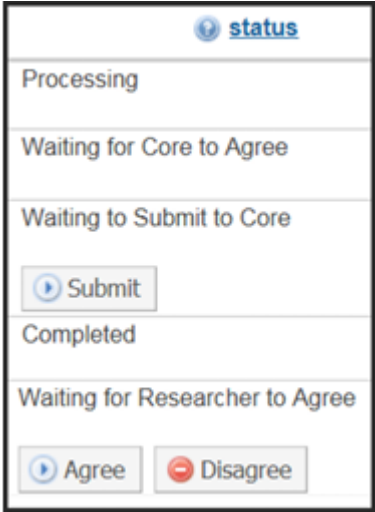 status
Processing
Waiting for Core to Agree
Waiting to Submit to Core
Submit
Completed
Waiting for Researcher to Agree
Agree Disagree